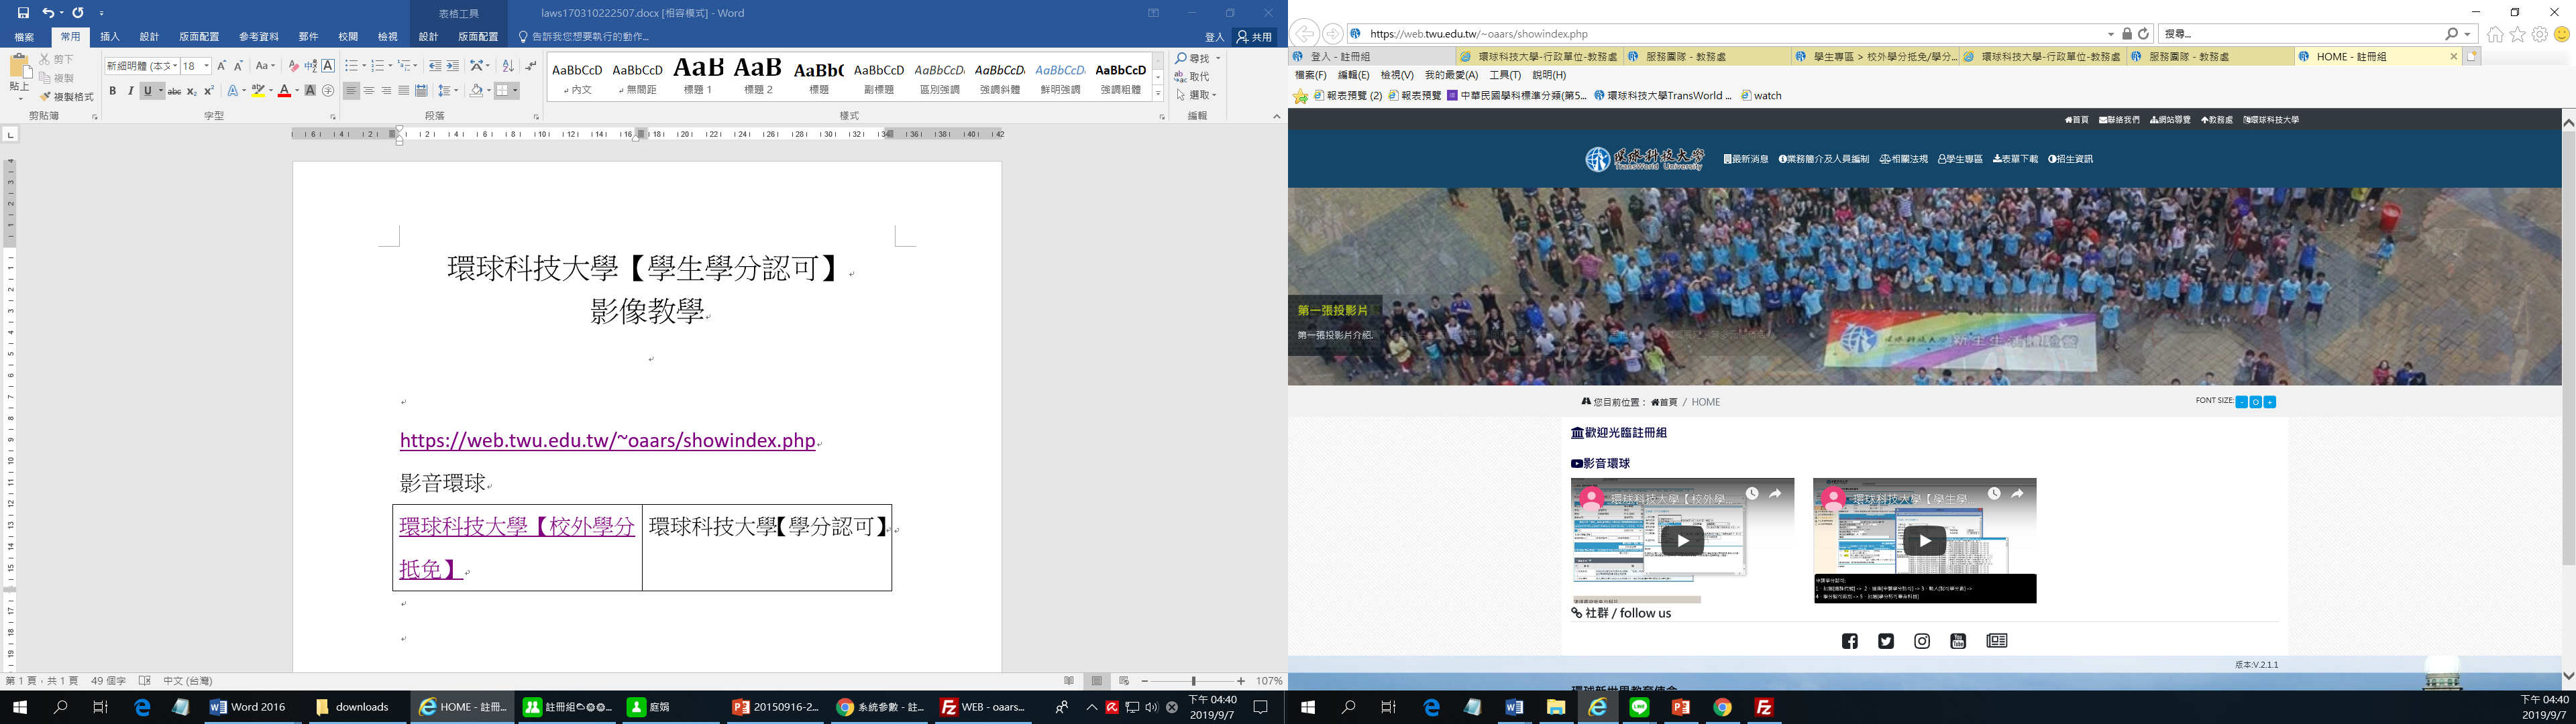 表格工具
laws170310222507.docx [相容模式] - Word
檔案 常用 插入 設計 版面配置 參考資料 郵件 校閱 檢視 設計 版面配置 告訴我您想要執行的動作... 登入 共用
貼上 剪下 複製 複製格式
新細明體 (本文 18
AaBbCcD AaBbCcD AaB AaB AaBbC AaBbCcD AaBbCcD AaBbCcD AaBbCcD AaBbCcD
內文 無間距 標題 1 標題 2 標題 副標題 區別強調 強調斜體 鮮明強調 強調粗體
尋找 取代 選取
剪貼簿 字型 段落 樣式 編輯
環球科技大學【學生學分認可】
影像教學
https://web.twu.edu.tw/~oaars/showindex.php
影音環球
環球科技大學【校外學分抵免】
環球科技大學【學分認可】
第 1 頁，共 1 頁 49 個字 中文 (台灣) 107%
Word 2016 downloads HOME - 註冊... 庭娟 20150916-2... 系統參數 - 註... WEB - oaars... 下午 04:40
2019/9/7
https://web.twu.edu.tw/~oaars/showindex.php 搜尋...
登入 - 註冊組 環球科技大學-行政單位-教務處 服務團隊 - 教務處 學生專區 > 校外學分抵免/學分... 環球科技大學-行政單位-教務處 服務團隊 - 教務處 HOME - 註冊組
檔案(F) 編輯(E) 檢視(V) 我的最愛(A) 工具(T) 說明(H)
報表預覽 (2) 報表預覽 中華民國學科標準分類(第5... 環球科技大學TransWorld ... watch
首頁 聯絡我們 網站導覽 教務處 環球科技大學
環球科技大學 TransWorld University 最新消息 業務簡介及人員編制 相關法規 學生專區 表單下載 招生資訊
第一張投影片
第一張投影片介紹.
您目前位置： 首頁 / HOME FONT SIZE: - O +
歡迎光臨註冊組
影音環球
環球科技大學【校外學...
環球科技大學【學生學...
社群 / follow us
版本:V.2.1.1
環球新世界教育使命
下午 04:40
2019/9/7